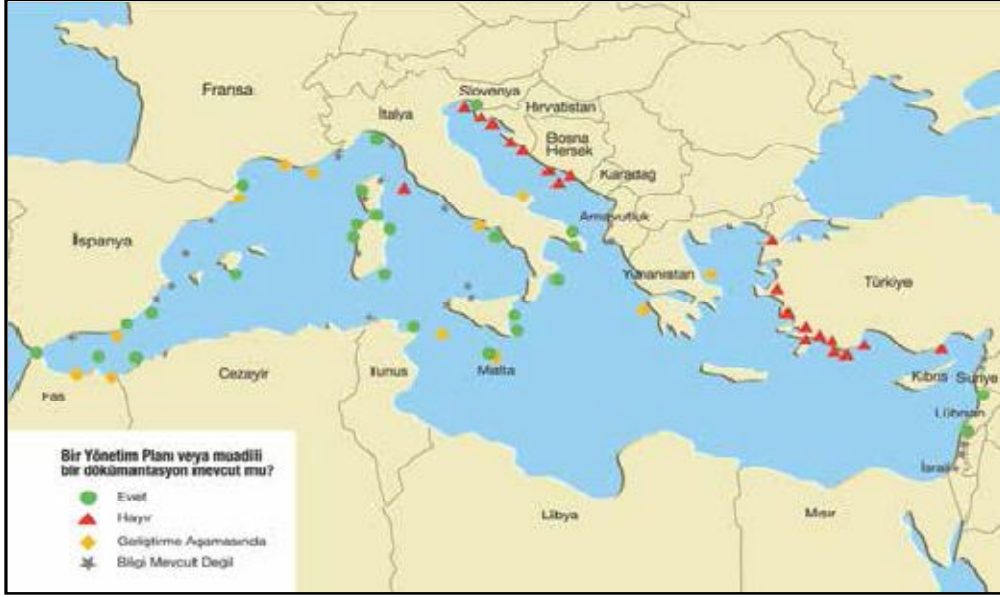 Fransa
Slovenya
Hırvatistan
İtalya
Bosna
Hersek
Karadağ
Arnavutluk
İspanya
Yunanistan
Türkiye
Cezayir
Tunus
Malta
Kıbrıs
Suriye
Fas
Lübnan
İsrail
Libya
Mısır
Bir Yönetim Planı veya muadili
bir dökümantasyon mevcut mu?
Evet
Hayır
Geliştirme Aşamasında
Bilgi Mevcut Değil